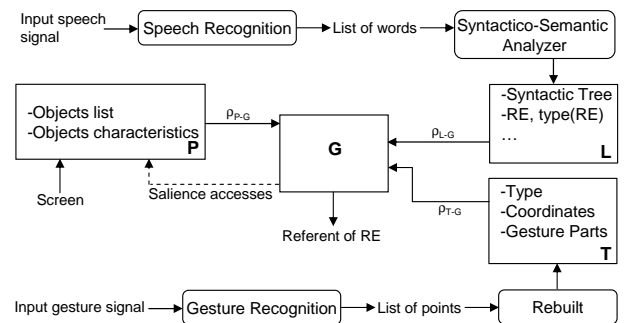 Input speech
signal
Speech Recognition
List of words
Syntactico-Semantic
Analyzer
-Objects list
-Objects characteristics
P
ρP-G
G
ρL-G
-Syntactic Tree
-RE, type(RE)
…
L
Screen
Salience accesses
Referent of RE
ρT-G
-Type
-Coordinates
-Gesture Parts
T
Input gesture signal
Gesture Recognition
List of points
Rebuilt